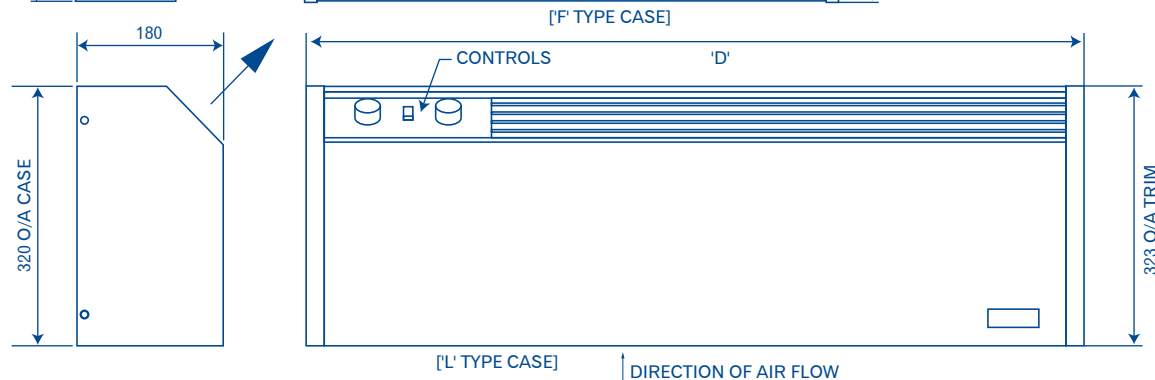 ['F' TYPE CASE]
180
CONTROLS
'D'
320 O/A CASE
323 O/A TRIM
['L' TYPE CASE]
DIRECTION OF AIR FLOW